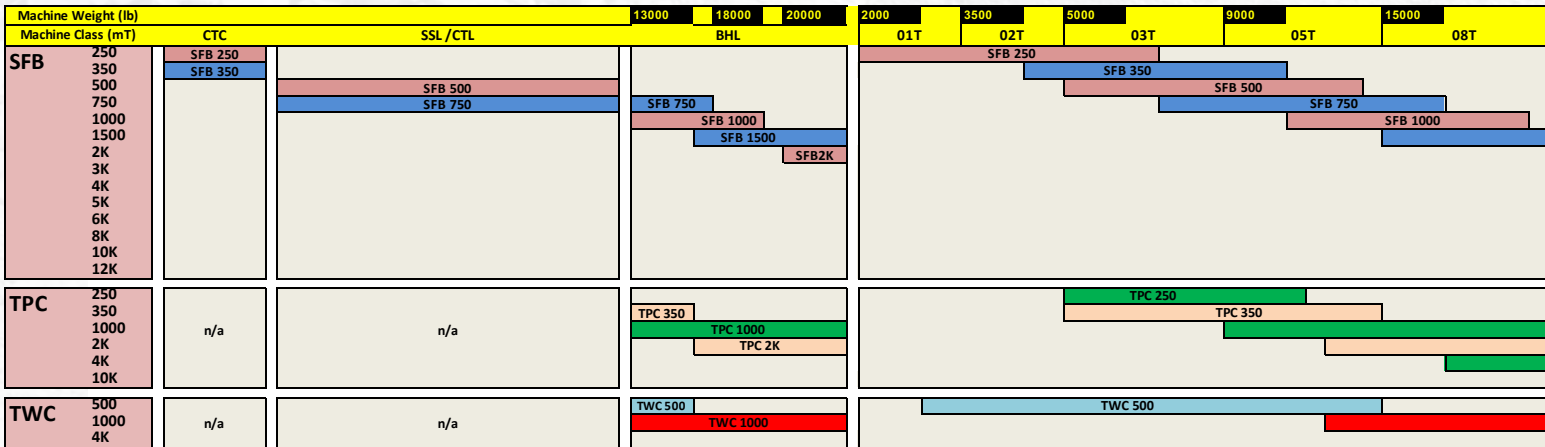 Machine Weight (lb) 13000 18000 20000 2000 3500 5000 9000 15000
Machine Class (mT) CTC SSL /CTL BHL 01T 02T 03T 05T 08T
SFB 250 SFB 250 SFB 250
350 SFB 350 SFB 350
500 SFB 500 SFB 500
750 SFB 750 SFB 750 SFB 750
1000 SFB 1000 SFB 1000
1500 SFB 1500
2K SFB2K
3K
4K
5K
6K
8K
10K
12K
TPC 250 TPC 250
350 TPC 350 TPC 350
1000 n/a n/a TPC 1000
2K TPC 2K
4K
10K
TWC 500 TWC 500 TWC 500
1000 n/a n/a TWC 1000
4K